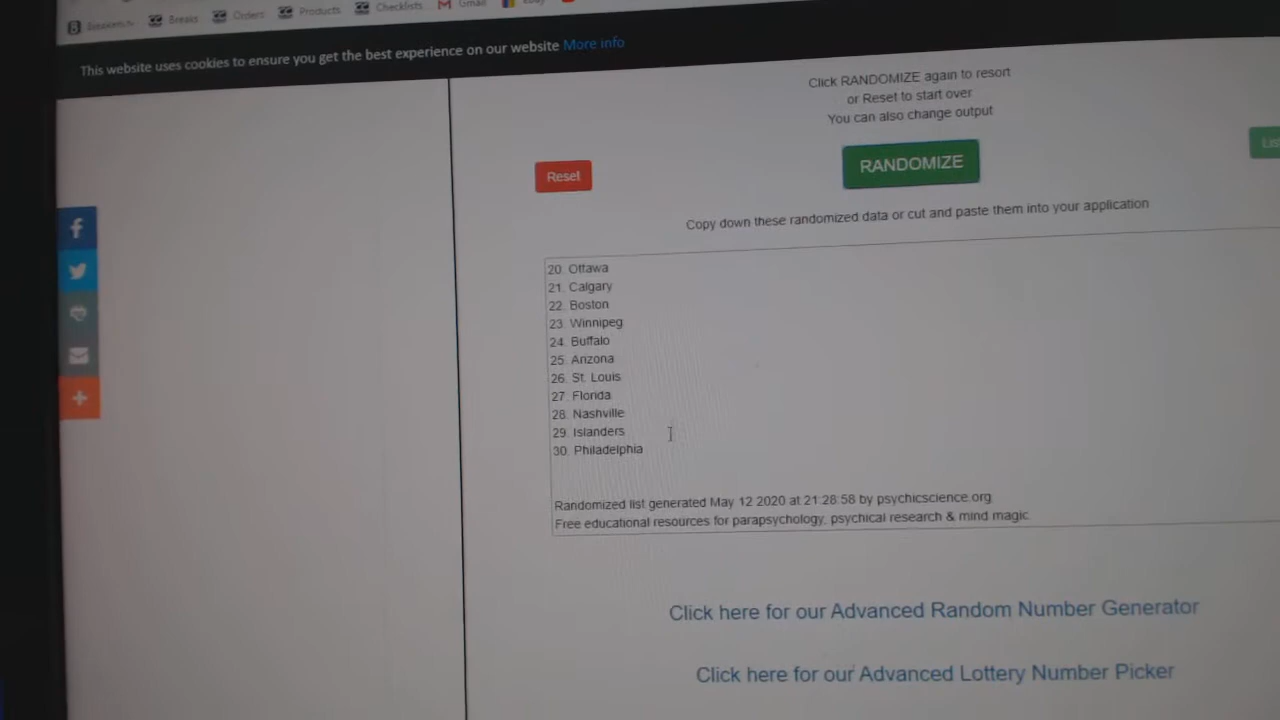 Breaks
Orders
Products
Checklists
Gmail
This website uses cookies to ensure you get the best experience on our website More info
Click RANDOMIZE again to resort
or Reset to start over
You can also change output
Reset
RANDOMIZE
Copy down these randomized data or cut and paste them into your application
20. Ottawa
21. Calgary
22. Boston
23. Winnipeg
24. Buffalo
25. Arizona
26. St. Louis
27. Florida
28. Nashville
29. Islanders
30. Philadelphia
Randomized list generated May 12 2020 at 21:28:58 by psychicscience.org
Free educational resources for parapsychology, psychical research & mind magic
Click here for our Advanced Random Number Generator
Click here for our Advanced Lottery Number Picker